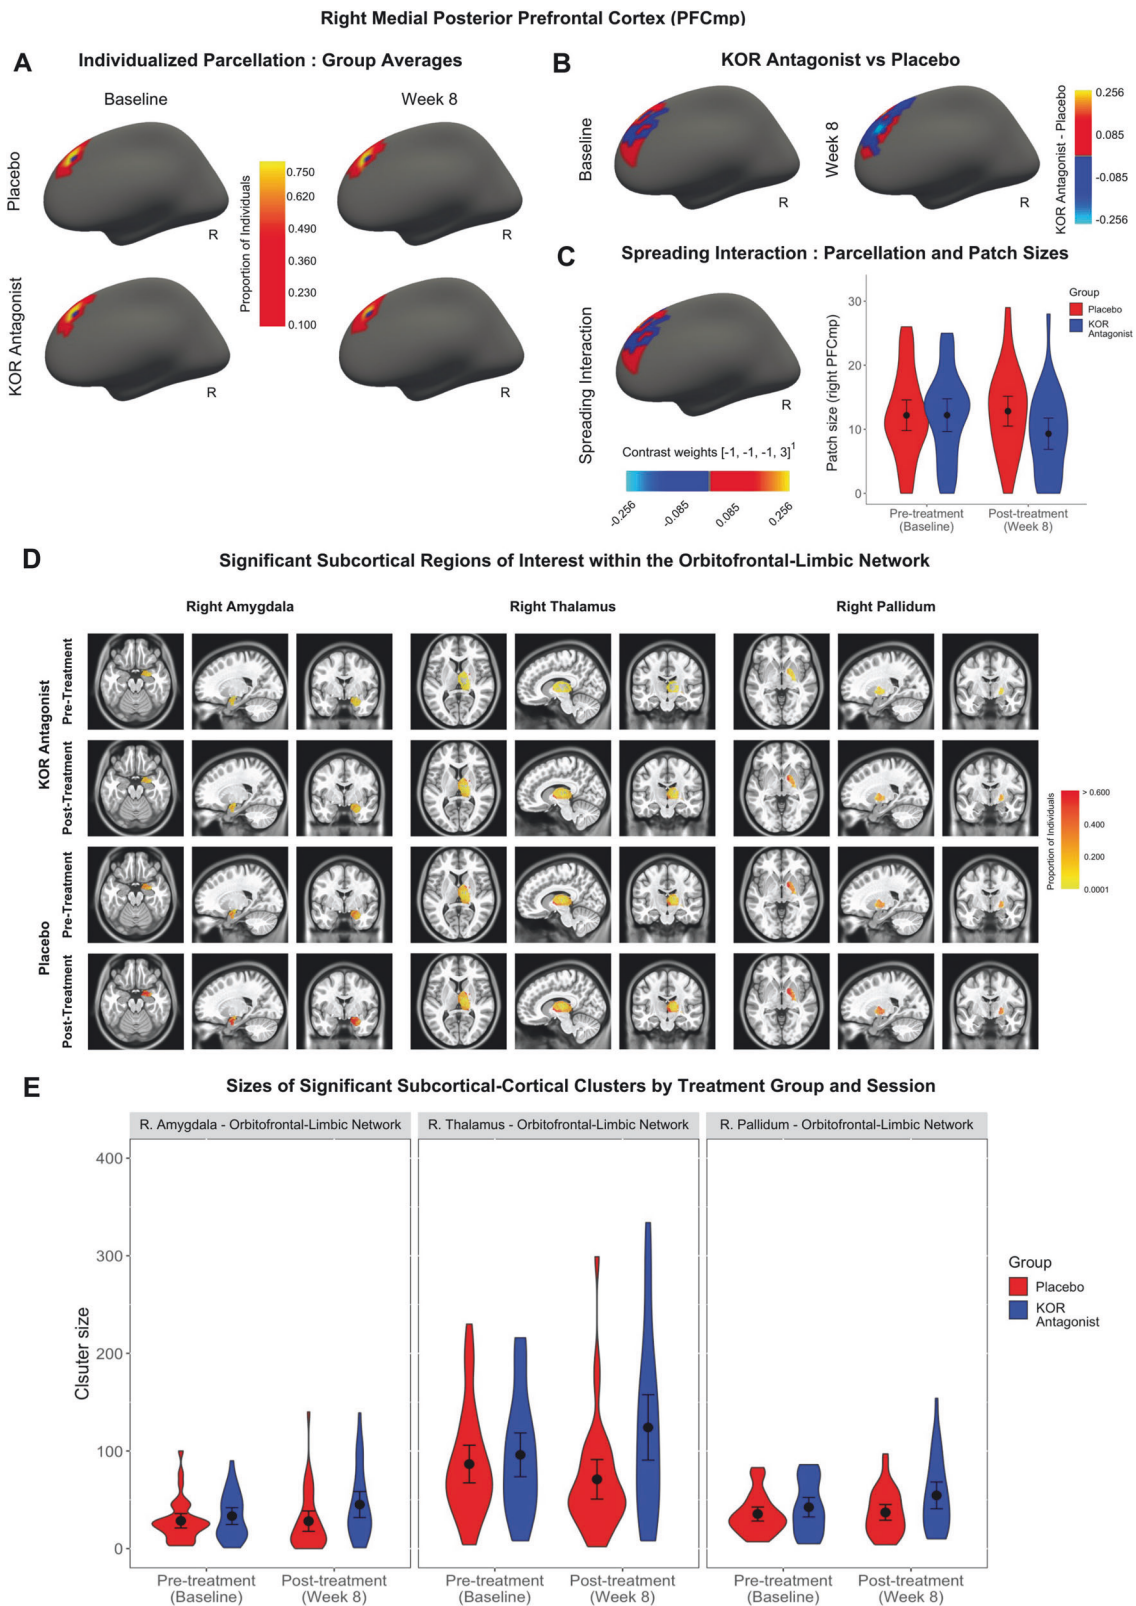 Right Medial Posterior Prefrontal Cortex (PFCmp)
A
Individualized Parcellation : Group Averages
Baseline
Week 8
Placebo
KOR Antagonist
R
R
R
R
Proportion of Individuals
0.750
0.620
0.490
0.360
0.230
0.100
B
KOR Antagonist vs Placebo
Baseline
Week 8
R
R
KOR Antagonist - Placebo
0.256
0.085
-0.085
-0.256
C
Spreading Interaction : Parcellation and Patch Sizes
Spreading Interaction
R
Contrast weights [-1, -1, -1, 3]1
-0.256
-0.085
0.085
0.256
Patch size (right PFCmp)
30
20
10
0
Pre-treatment
(Baseline)
Post-treatment
(Week 8)
Group
Placebo
KOR
Antagonist
D
Significant Subcortical Regions of Interest within the Orbitofrontal-Limbic Network
Right Amygdala
Right Thalamus
Right Pallidum
KOR Antagonist
Pre-Treatment
Post-Treatment
Placebo
Pre-Treatment
Post-Treatment
Proportion of Individuals
> 0.600
0.400
0.200
0.0001
E
Sizes of Significant Subcortical-Cortical Clusters by Treatment Group and Session
R. Amygdala - Orbitofrontal-Limbic Network
R. Thalamus - Orbitofrontal-Limbic Network
R. Pallidum - Orbitofrontal-Limbic Network
Clsuter size
400
300
200
100
0
Pre-treatment
(Baseline)
Post-treatment
(Week 8)
Pre-treatment
(Baseline)
Post-treatment
(Week 8)
Pre-treatment
(Baseline)
Post-treatment
(Week 8)
Group
Placebo
KOR
Antagonist